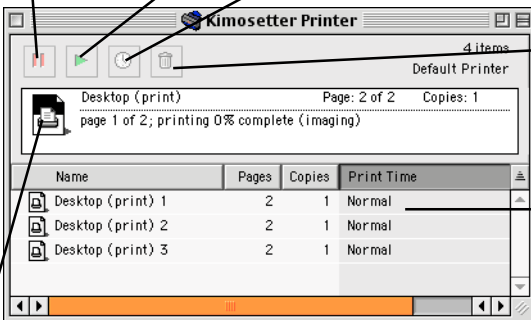 Kimosetter Printer
4 items
Default Printer
Desktop (print) Page: 2 of 2 Copies: 1
page 1 of 2; printing 0% complete (imaging)
Name Pages Copies Print Time
Desktop (print) 1 2 1 Normal
Desktop (print) 2 2 1 Normal
Desktop (print) 3 2 1 Normal